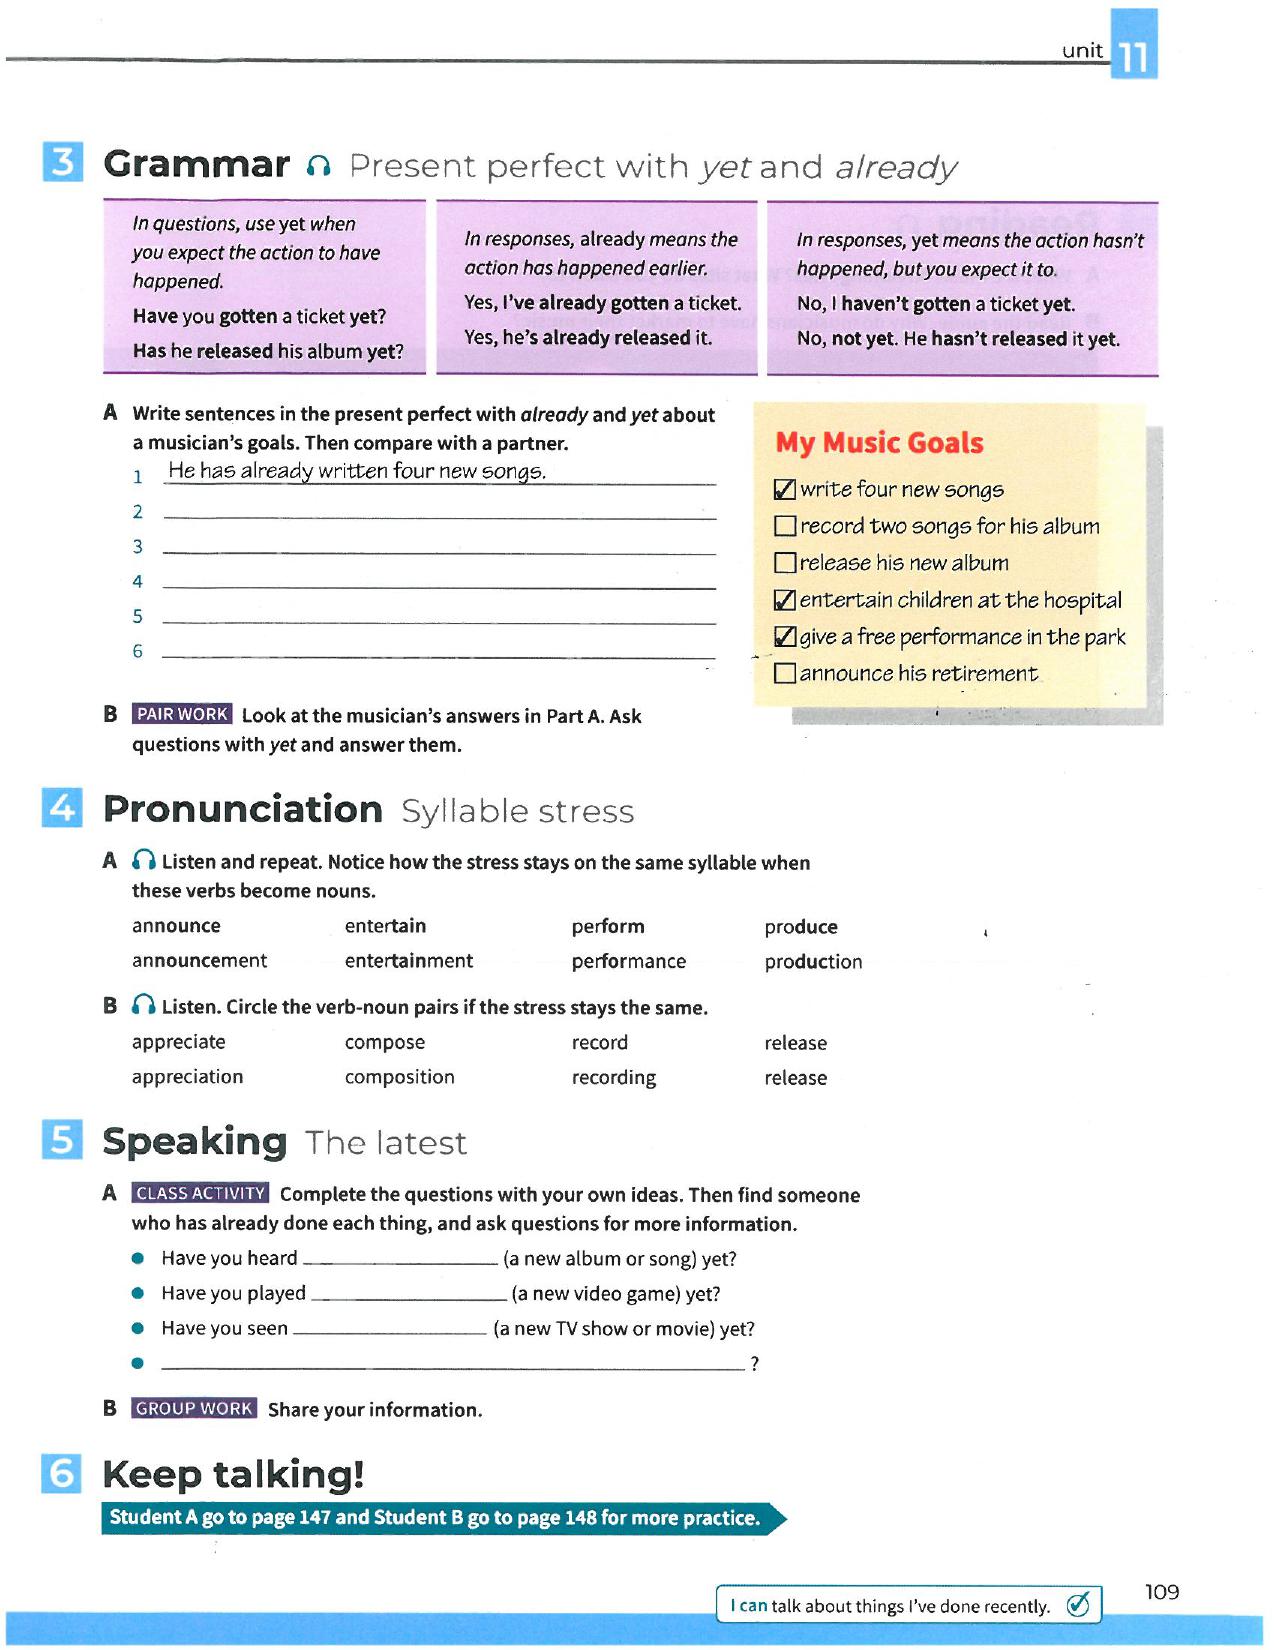 unit 11
3 Grammar Present perfect with yet and already
In questions, use yet when
you expect the action to have
happened.
Have you gotten a ticket yet?
Has he released his album yet?
In responses, already means the
action has happened earlier.
Yes, I've already gotten a ticket.
Yes, he's already released it.
In responses, yet means the action hasn't
happened, but you expect it to.
No, I haven't gotten a ticket yet.
No, not yet. He hasn't released it yet.
A Write sentences in the present perfect with already and yet about
a musician's goals. Then compare with a partner.
1 He has already written four new songs.
2
3
4
5
6
My Music Goals
write four new songs
record two songs for his album
release his new album
entertain children at the hospital
give a free performance in the park
announce his retirement
B PAIR WORK Look at the musician's answers in Part A. Ask
questions with yet and answer them.
4 Pronunciation Syllable stress
A Listen and repeat. Notice how the stress stays on the same syllable when
these verbs become nouns.
announce entertain perform produce
announcement entertainment performance production
B Listen. Circle the verb-noun pairs if the stress stays the same.
appreciate compose record release
appreciation composition recording release
5 Speaking The latest
A CLASS ACTIVITY Complete the questions with your own ideas. Then find someone
who has already done each thing, and ask questions for more information.
Have you heard ____ (a new album or song) yet?
Have you played ____ (a new video game) yet?
Have you seen ____ (a new TV show or movie) yet?
____ ?
B GROUP WORK Share your information.
6 Keep talking!
Student A go to page 147 and Student B go to page 148 for more practice.
I can talk about things I've done recently.
109